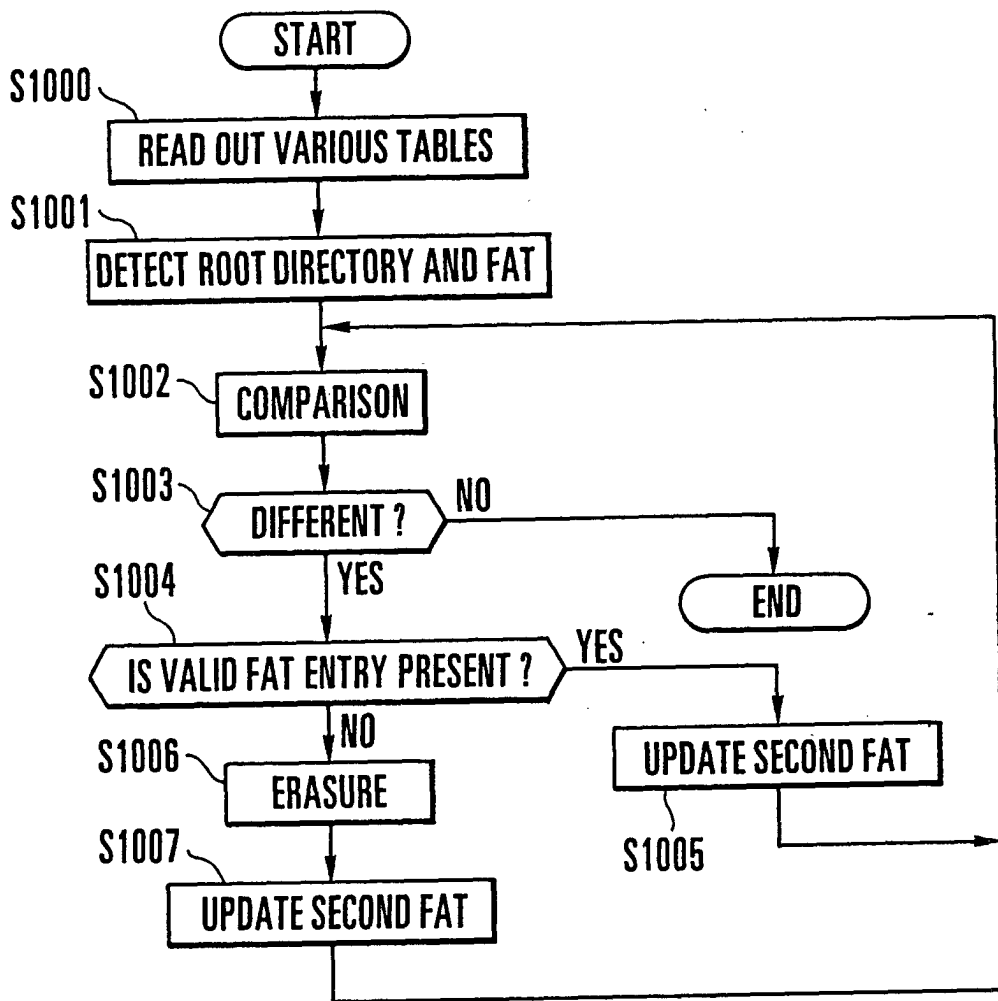 START
S1000
READ OUT VARIOUS TABLES
S1001
DETECT ROOT DIRECTORY AND FAT
S1002
COMPARISON
S1003
DIFFERENT ?
NO
YES
END
S1004
IS VALID FAT ENTRY PRESENT ?
YES
NO
S1006
ERASURE
UPDATE SECOND FAT
S1005
S1007
UPDATE SECOND FAT